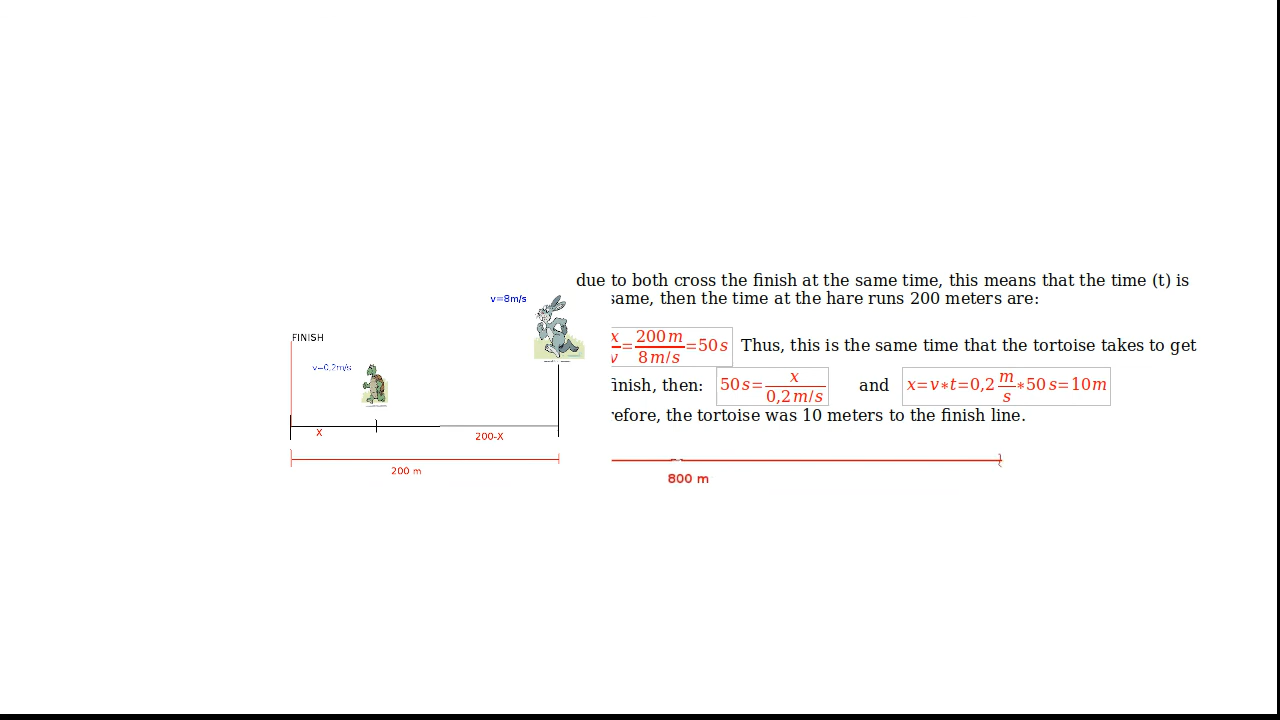 due to both cross the finish at the same time, this means that the time (t) is
same, then the time at the hare runs 200 meters are:
v=8m/s
FINISH
x/v=200m/8m/s=50s Thus, this is the same time that the tortoise takes to get
v=0,2m/s
finish, then: 50s=x/0,2m/s and x=v*t=0,2m/s*50s=10m
refore, the tortoise was 10 meters to the finish line.
X
200-X
200 m
800 m